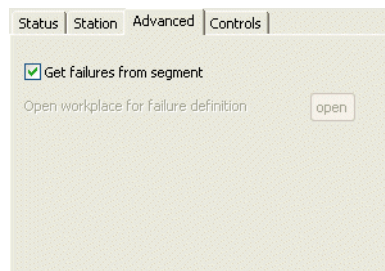 Status Station Advanced Controls
Get failures from segment
Open workplace for failure definition open